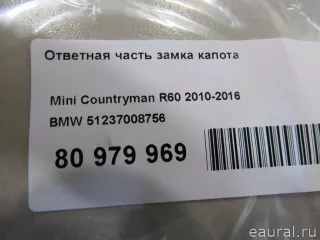 Ответная часть замка капота
Mini Countryman R60 2010-2016
BMW 51237008756
80 979 969
eaural.ru